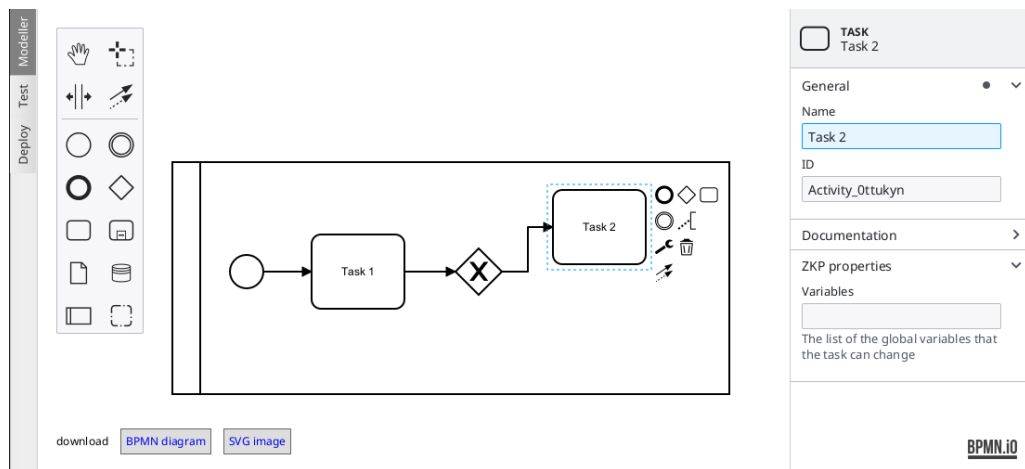 Modeller
Test
Deploy
Task 1
Task 2
download
BPMN diagram
SVG image
TASK
Task 2
General
Name
Task 2
ID
Activity_0ttukyn
Documentation
ZKP properties
Variables
The list of the global variables that
the task can change
BPMN.iO